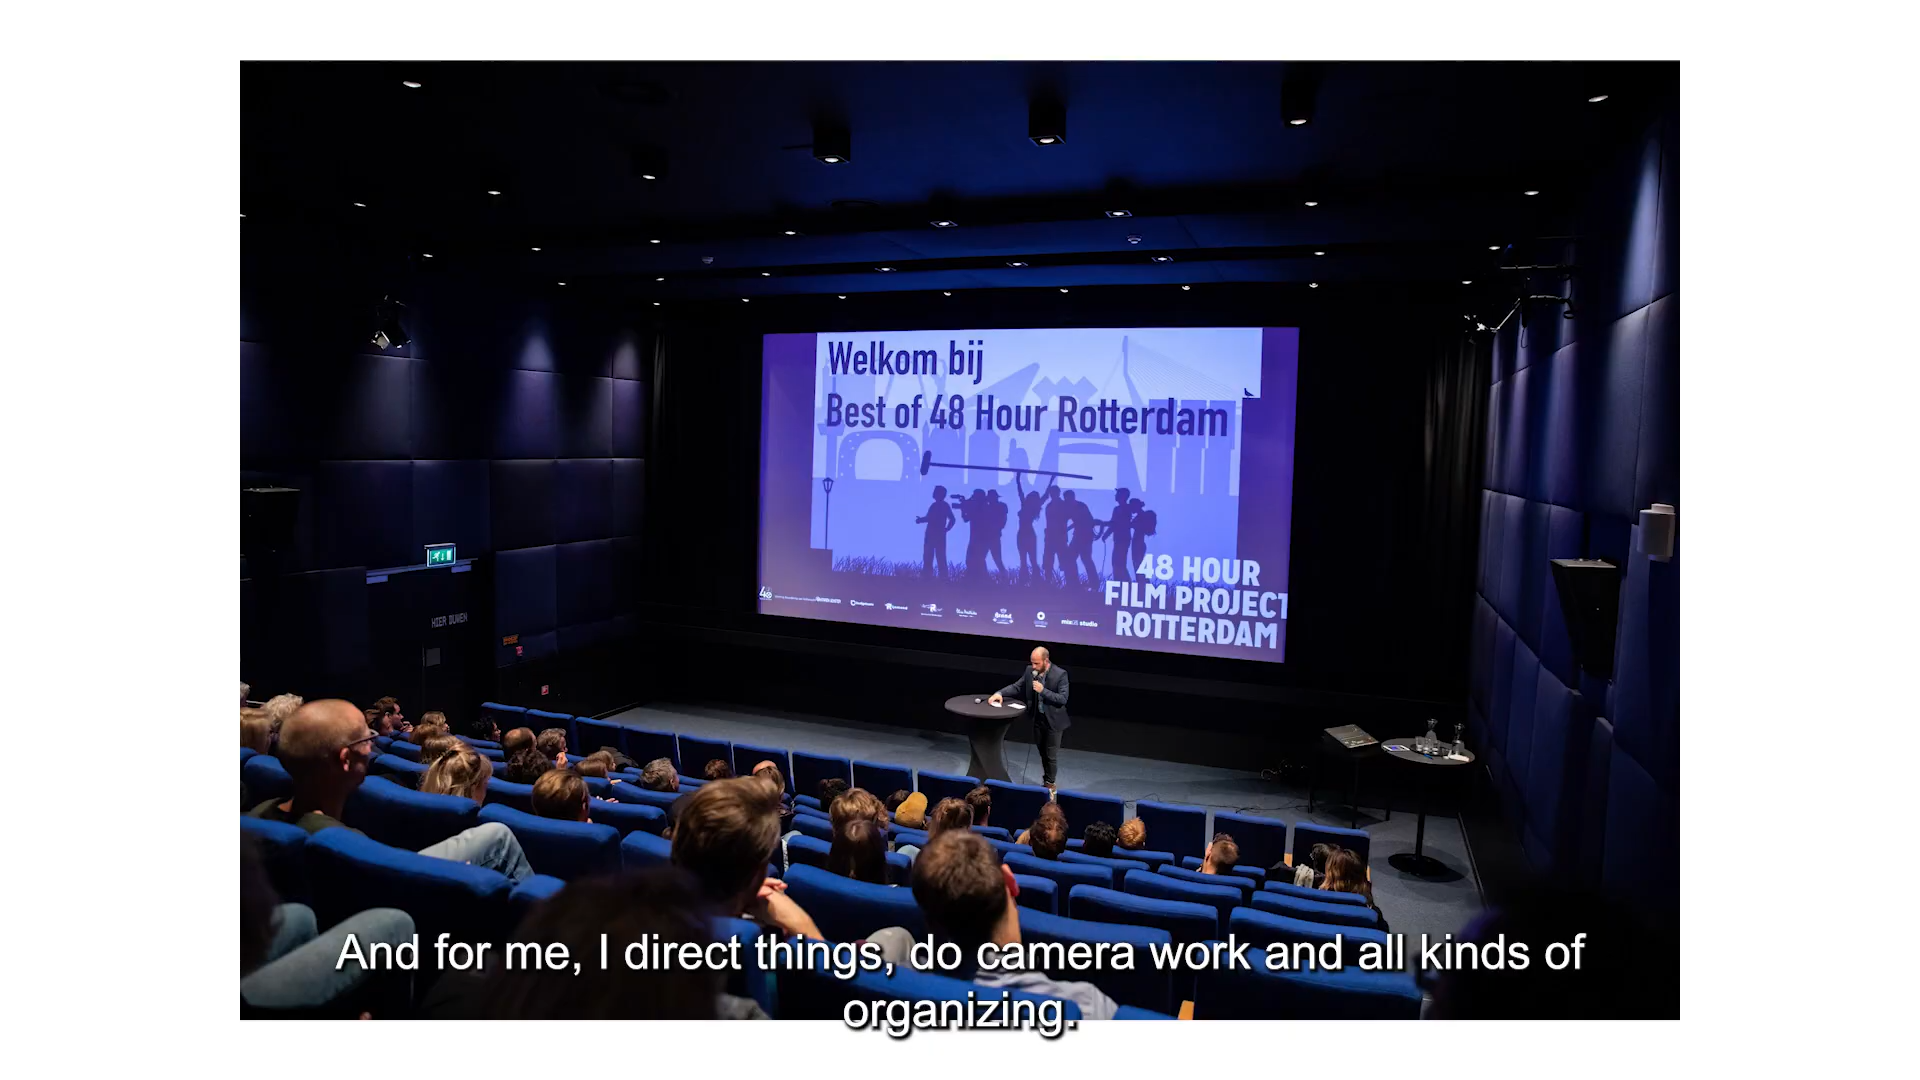 Welkom bij
Best of 48 Hour Rotterdam
48 HOUR
FILM PROJECT
ROTTERDAM
HIER DUWEN
And for me, I direct things, do camera work and all kinds of
organizing.